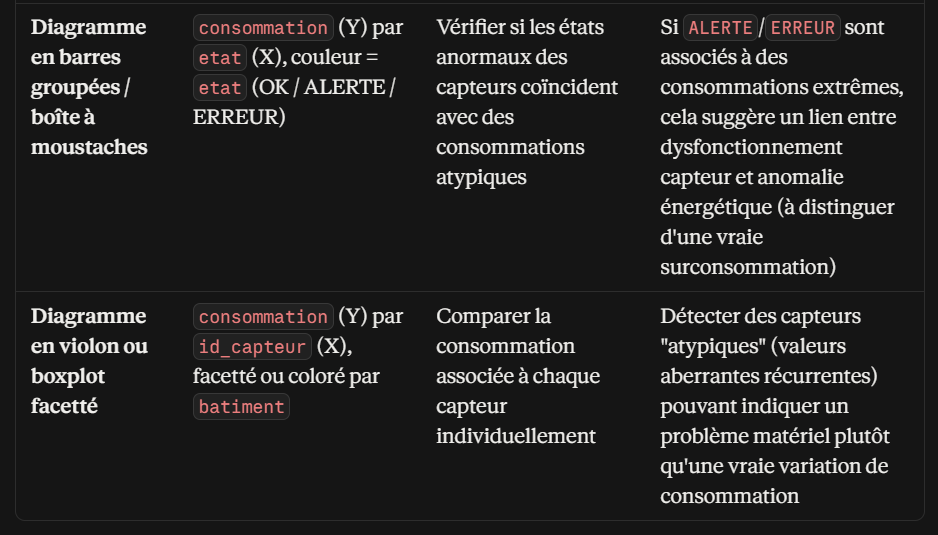 Diagramme
en barres
groupées /
boîte à
moustaches
consommation (Y) par
etat (X), couleur =
etat (OK / ALERTE /
ERREUR)
Vérifier si les états
anormaux des
capteurs coïncident
avec des
consommations
atypiques
Si ALERTE/ERREUR sont
associés à des
consommations extrêmes,
cela suggère un lien entre
dysfonctionnement
capteur et anomalie
énergétique (à distinguer
d'une vraie
surconsommation)
Diagramme
en violon ou
boxplot
facetté
consommation (Y) par
id_capteur (X),
facetté ou coloré par
batiment
Comparer la
consommation
associée à chaque
capteur
individuellement
Détecter des capteurs
"atypiques" (valeurs
aberrantes récurrentes)
pouvant indiquer un
problème matériel plutôt
qu'une vraie variation de
consommation